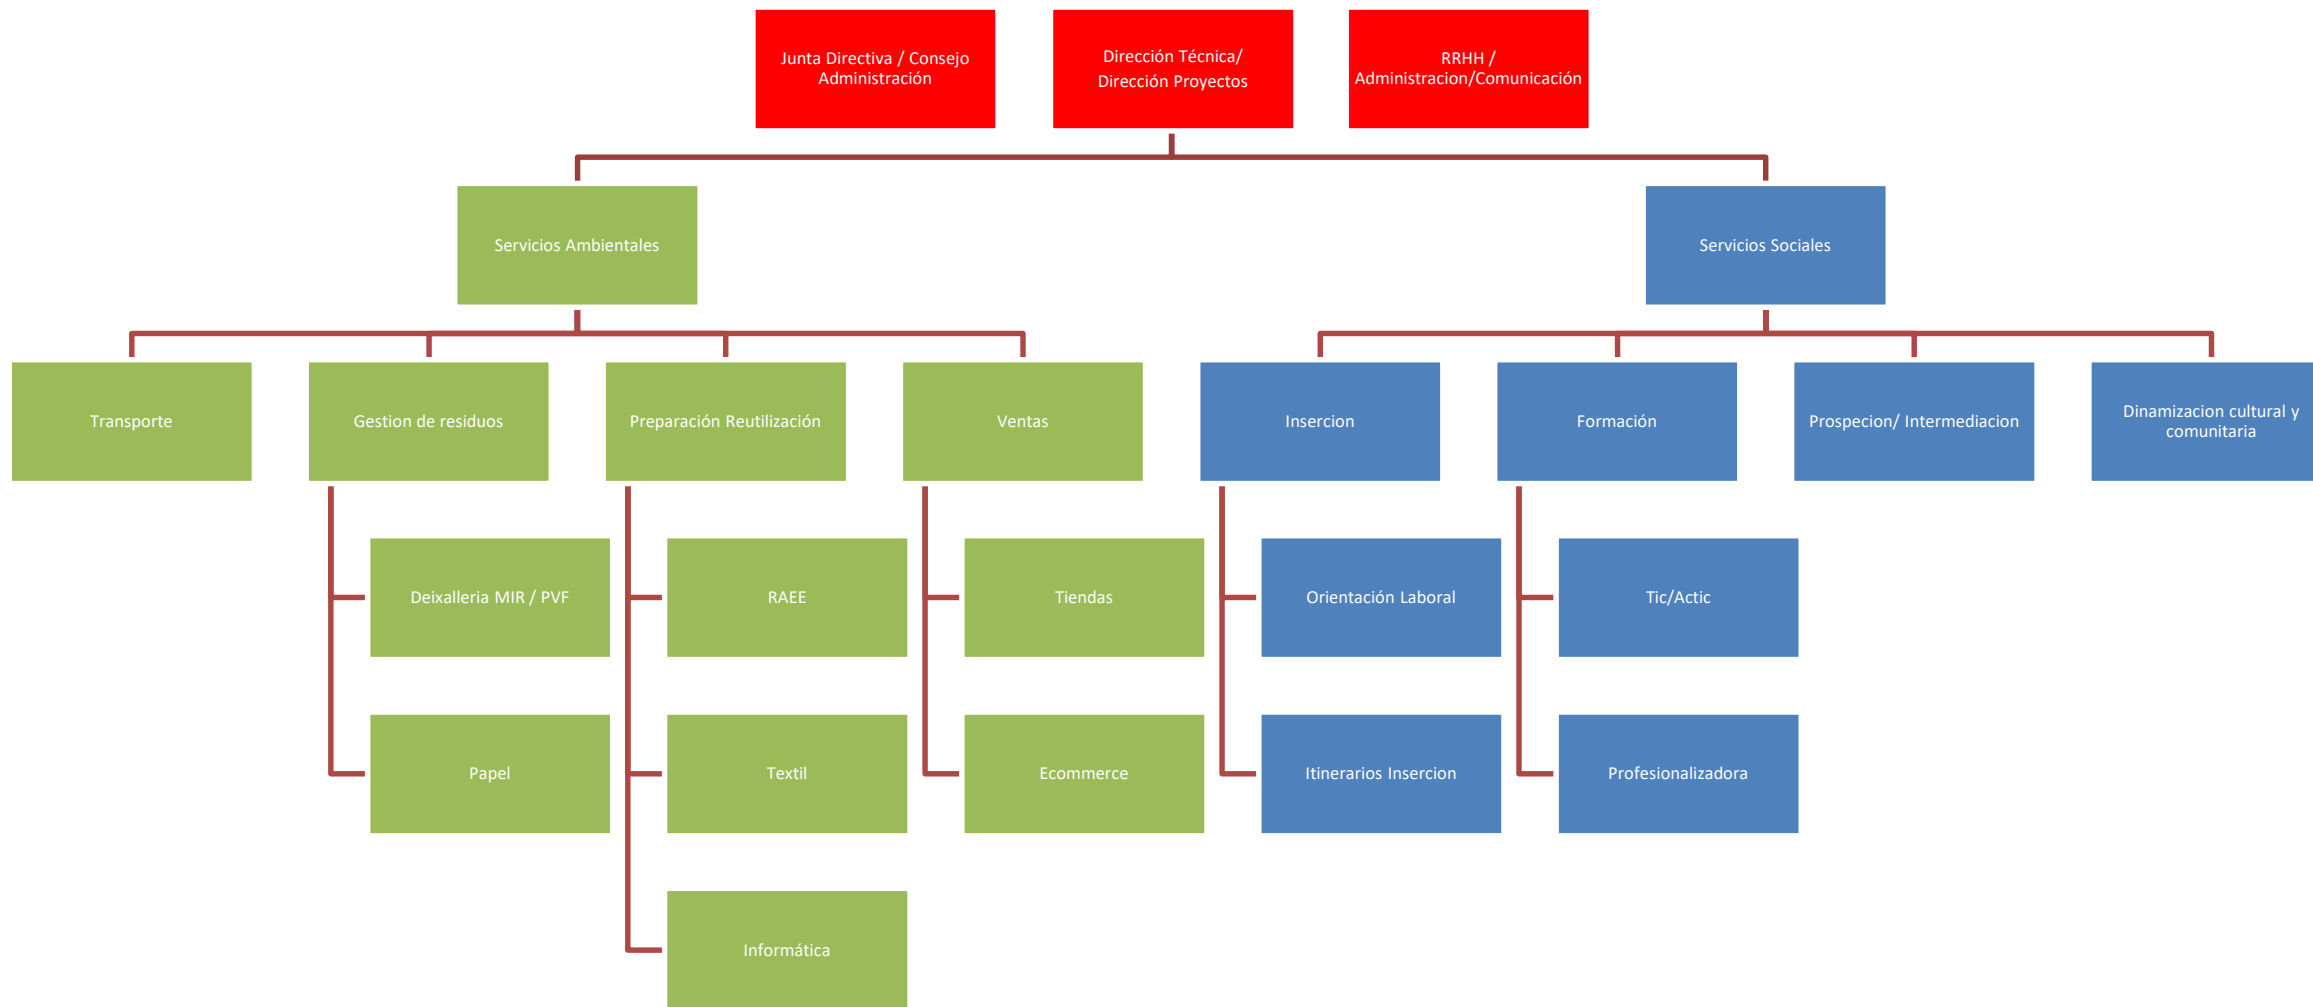 Junta Directiva / Consejo
Administración
Dirección Técnica/
Dirección Proyectos
RRHH /
Administracion/Comunicación
Servicios Ambientales
Servicios Sociales
Transporte
Gestion de residuos
Preparación Reutilización
Ventas
Insercion
Formación
Prospecion/ Intermediacion
Dinamizacion cultural y
comunitaria
Deixalleria MIR / PVF
RAEE
Tiendas
Orientación Laboral
Tic/Actic
Papel
Textil
Ecommerce
Itinerarios Insercion
Profesionalizadora
Informática